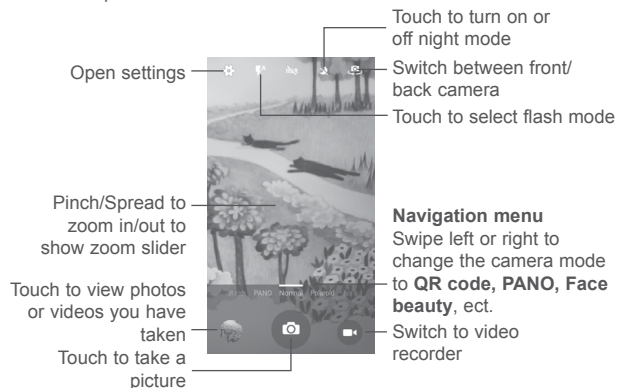 Touch to turn on or
off night mode
Open settings
Switch between front/
back camera
Touch to select flash mode
Pinch/Spread to
zoom in/out to
show zoom slider
Navigation menu
Swipe left or right to
change the camera mode
to QR code, PANO, Face
beauty, ect.
PANO Normal Polaroid
Touch to view photos
or videos you have
taken
Switch to video
recorder
Touch to take a
picture